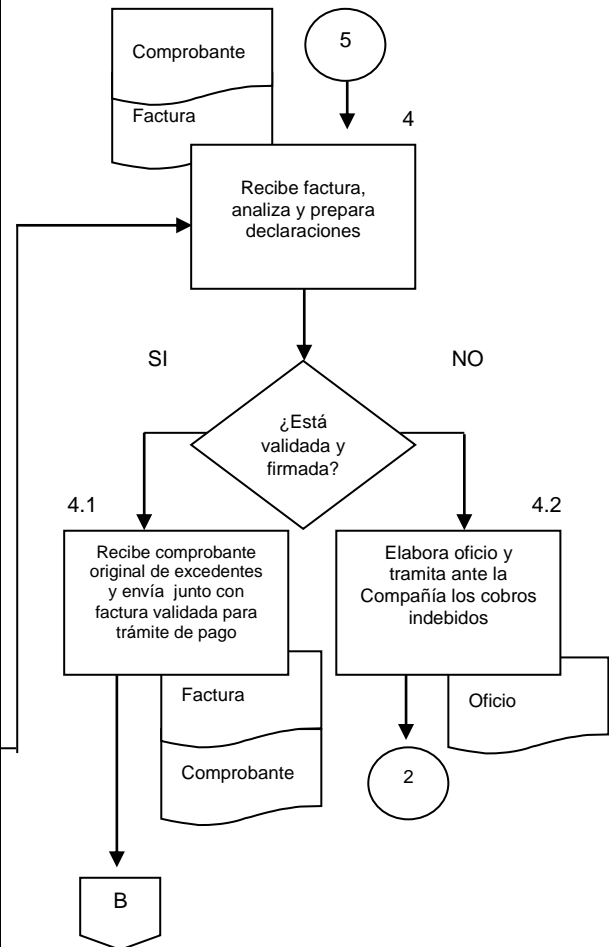 Comprobante
5
Factura
4
Recibe factura,
analiza y prepara
declaraciones
SI
NO
¿Está
validada y
firmada?
4.1
4.2
Recibe comprobante
original de excedentes
y envía junto con
factura validada para
trámite de pago
Elabora oficio y
tramita ante la
Compañía los cobros
indebidos
Factura
Oficio
Comprobante
2
B